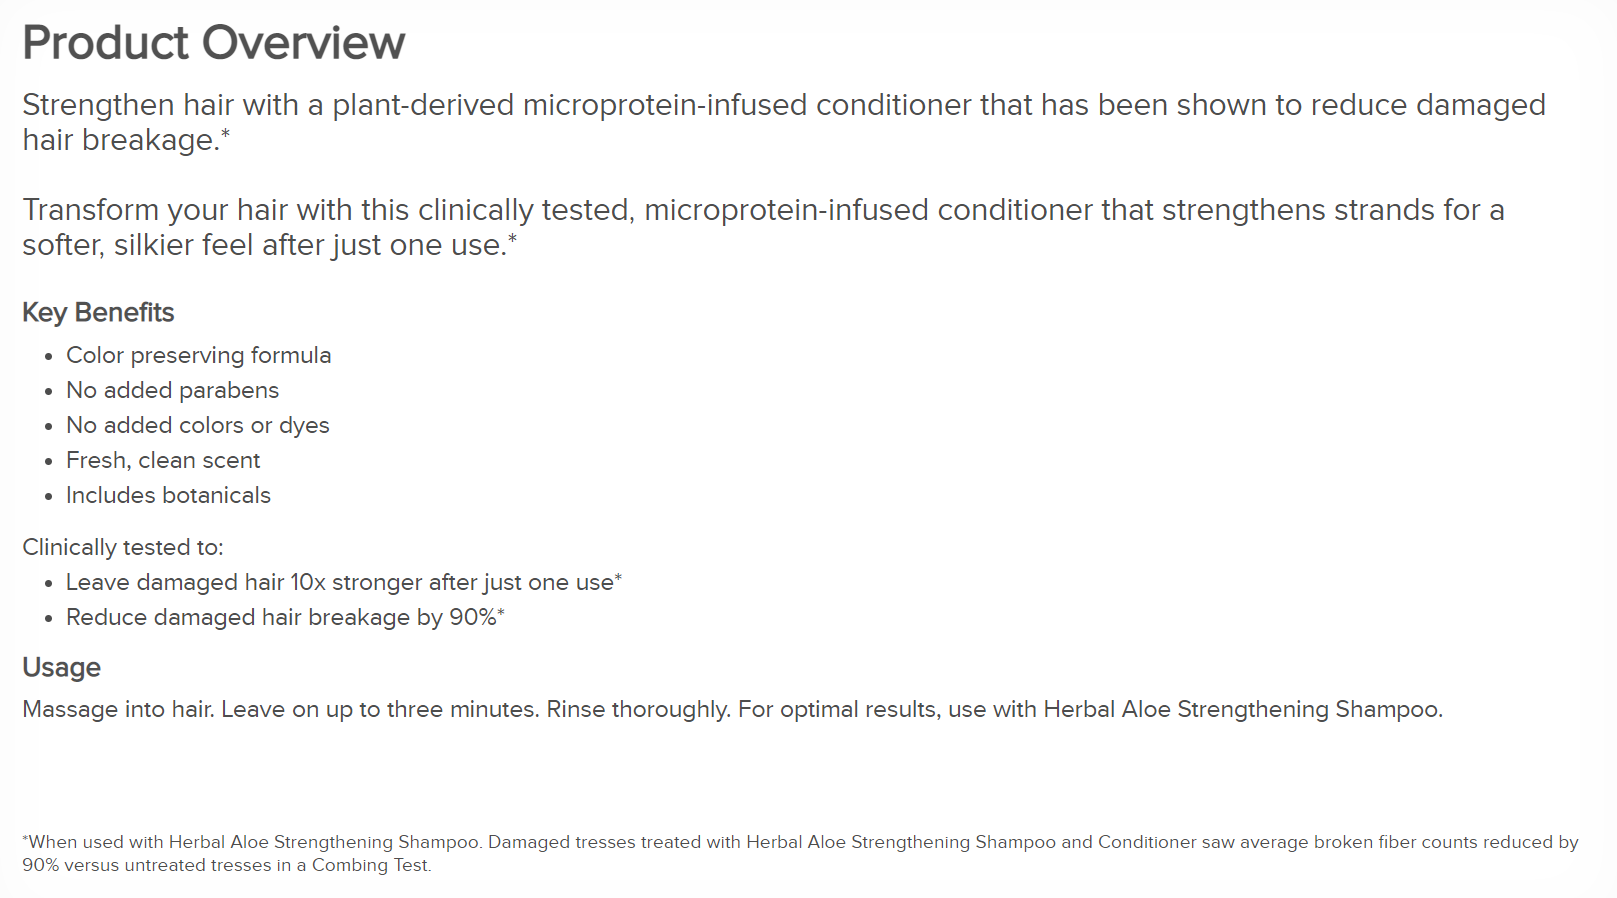 Product Overview
Strengthen hair with a plant-derived microprotein-infused conditioner that has been shown to reduce damaged
hair breakage.*
Transform your hair with this clinically tested, microprotein-infused conditioner that strengthens strands for a
softer, silkier feel after just one use.*
Key Benefits
• Color preserving formula
• No added parabens
• No added colors or dyes
• Fresh, clean scent
• Includes botanicals
Clinically tested to:
• Leave damaged hair 10x stronger after just one use*
• Reduce damaged hair breakage by 90%*
Usage
Massage into hair. Leave on up to three minutes. Rinse thoroughly. For optimal results, use with Herbal Aloe Strengthening Shampoo.
*When used with Herbal Aloe Strengthening Shampoo. Damaged tresses treated with Herbal Aloe Strengthening Shampoo and Conditioner saw average broken fiber counts reduced by
90% versus untreated tresses in a Combing Test.